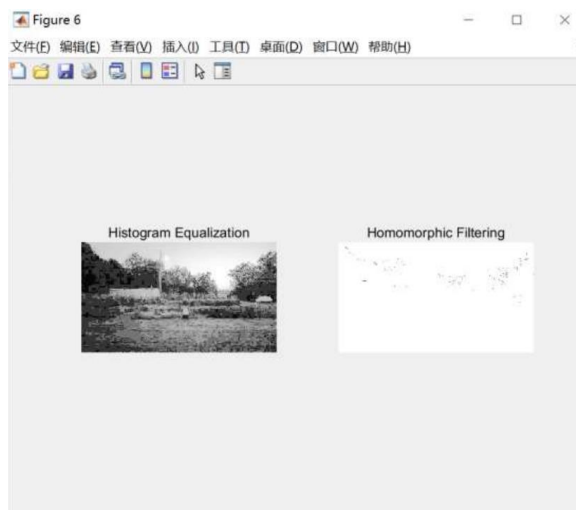 Figure 6
文件(F) 编辑(E) 查看(V) 插入(I) 工具(T) 桌面(D) 窗口(W) 帮助(H)
Histogram Equalization Homomorphic Filtering